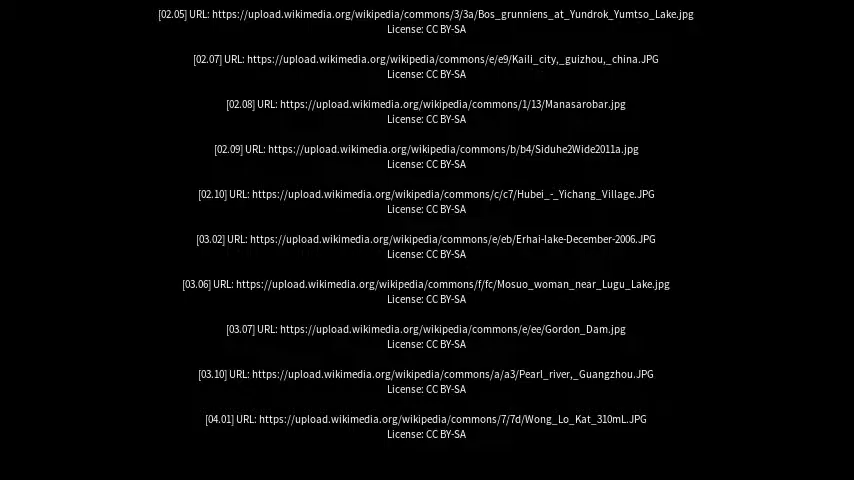 [02.05] URL: https://upload.wikimedia.org/wikipedia/commons/3/3a/Bos_grunniens_at_Yundrok_Yumtso_Lake.jpg
License: CC BY-SA
[02.07] URL: https://upload.wikimedia.org/wikipedia/commons/e/e9/Kaili_city,_guizhou,_china.JPG
License: CC BY-SA
[02.08] URL: https://upload.wikimedia.org/wikipedia/commons/1/13/Manasarobar.jpg
License: CC BY-SA
[02.09] URL: https://upload.wikimedia.org/wikipedia/commons/b/b4/Siduhe2Wide2011a.jpg
License: CC BY-SA
[02.10] URL: https://upload.wikimedia.org/wikipedia/commons/c/c7/Hubei_-_Yichang_Village.JPG
License: CC BY-SA
[03.02] URL: https://upload.wikimedia.org/wikipedia/commons/e/eb/Erhai-lake-December-2006.JPG
License: CC BY-SA
[03.06] URL: https://upload.wikimedia.org/wikipedia/commons/f/fc/Mosuo_woman_near_Lugu_Lake.jpg
License: CC BY-SA
[03.07] URL: https://upload.wikimedia.org/wikipedia/commons/e/ee/Gordon_Dam.jpg
License: CC BY-SA
[03.10] URL: https://upload.wikimedia.org/wikipedia/commons/a/a3/Pearl_river,_Guangzhou.JPG
License: CC BY-SA
[04.01] URL: https://upload.wikimedia.org/wikipedia/commons/7/7d/Wong_Lo_Kat_310mL.JPG
License: CC BY-SA